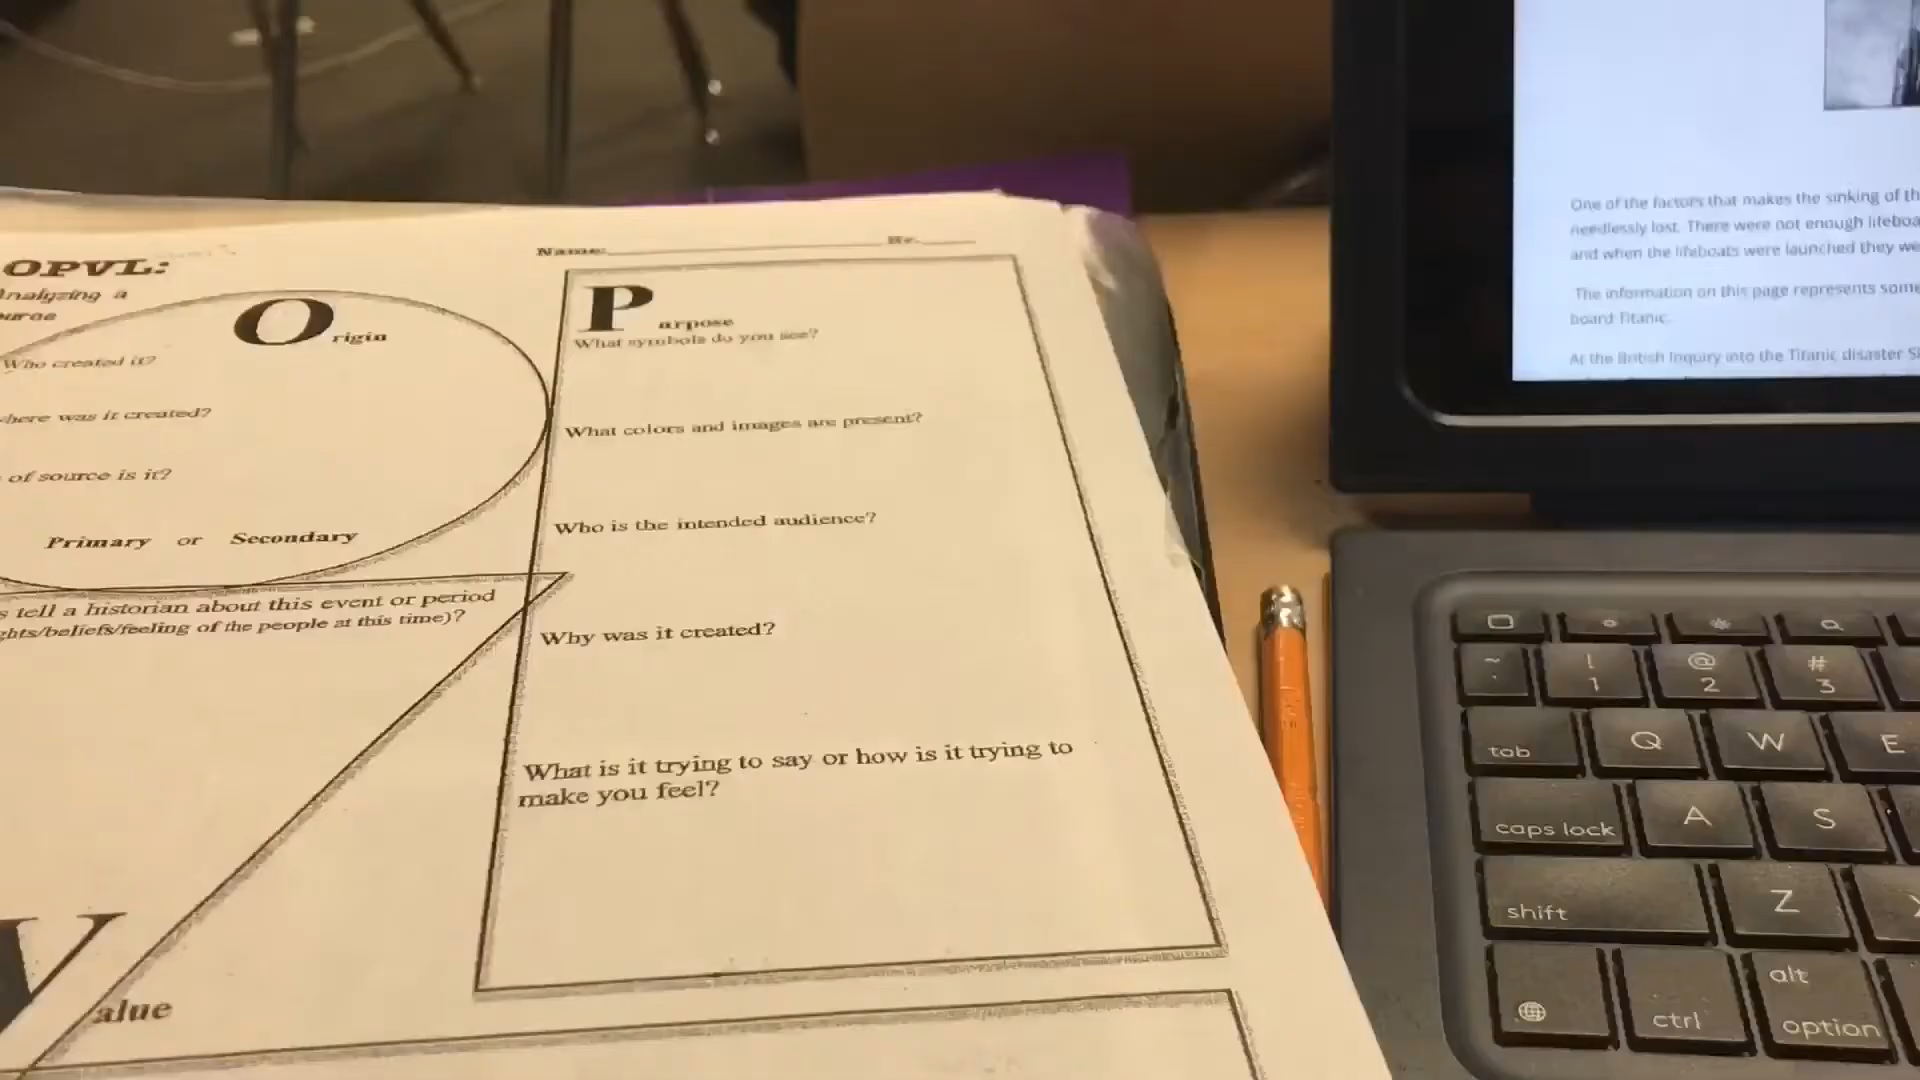 OPVL:
Analyzing a
Name: Hr.
O rigin
Who created it?
here was it created?
of source is it?
Primary or Secondary
s tell a historian about this event or period
ghts/beliefs/feeling of the people at this time)?
V alue
P urpose
What symbols do you see?
What colors and images are present?
Who is the intended audience?
Why was it created?
What is it trying to say or how is it trying to
make you feel?
One of the factors that makes the sinking of th
needlessly lost. There were not enough lifeboa
and when the lifeboats were launched they we
The information on this page represents some
board Titanic.
At the British Inquiry into the Titanic disaster S
~ ! @ #
` 1 2 3
tab Q W E
caps lock A S
shift Z
ctrl alt
option